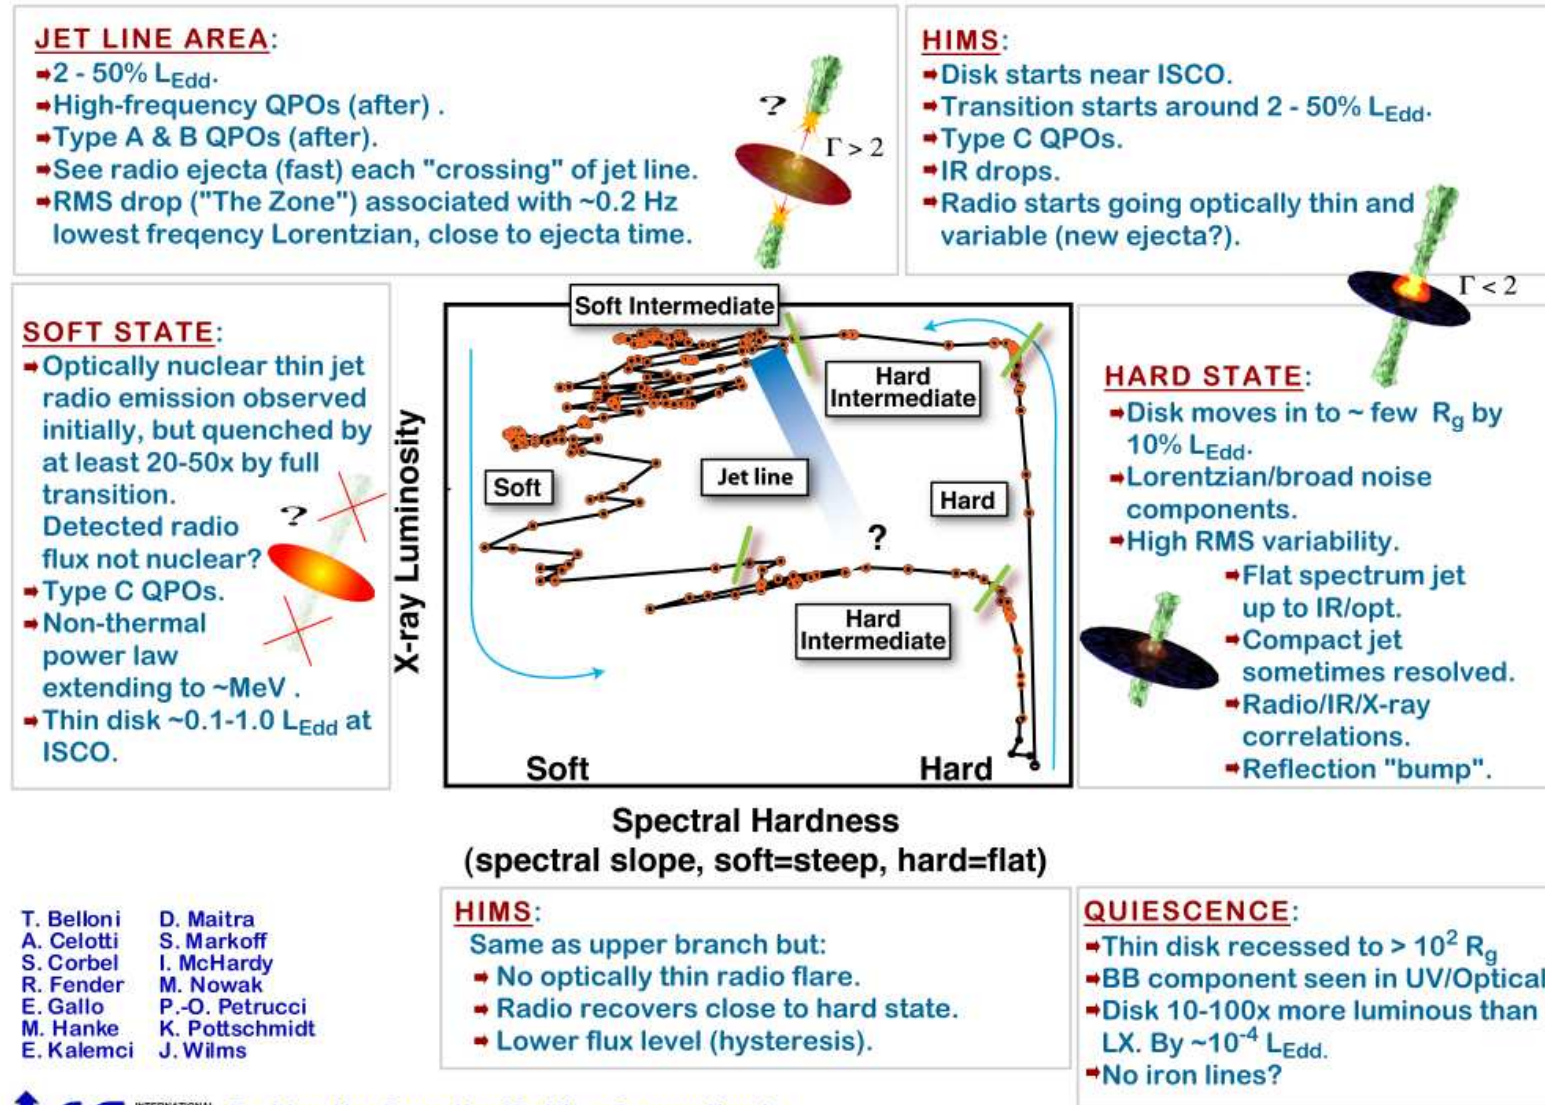 JET LINE AREA:
➡2 - 50% L_Edd.
➡High-frequency QPOs (after) .
➡Type A & B QPOs (after).
➡See radio ejecta (fast) each "crossing" of jet line.
➡RMS drop ("The Zone") associated with ~0.2 Hz
lowest freqency Lorentzian, close to ejecta time.
?
Γ > 2
HIMS:
➡Disk starts near ISCO.
➡Transition starts around 2 - 50% L_Edd.
➡Type C QPOs.
➡IR drops.
➡Radio starts going optically thin and
variable (new ejecta?).
Γ < 2
SOFT STATE:
➡Optically nuclear thin jet
radio emission observed
initially, but quenched by
at least 20-50x by full
transition.
Detected radio
flux not nuclear?
➡Type C QPOs.
➡Non-thermal
power law
extending to ~MeV .
➡Thin disk ~0.1-1.0 L_Edd at
ISCO.
?
X-ray Luminosity
Soft Intermediate
Hard
Intermediate
Soft
Jet line
Hard
?
Hard
Intermediate
Soft
Hard
Spectral Hardness
(spectral slope, soft=steep, hard=flat)
HARD STATE:
➡Disk moves in to ~ few R_g by
10% L_Edd.
➡Lorentzian/broad noise
components.
➡High RMS variability.
➡Flat spectrum jet
up to IR/opt.
➡Compact jet
sometimes resolved.
➡Radio/IR/X-ray
correlations.
➡Reflection "bump".
T. Belloni
A. Celotti
S. Corbel
R. Fender
E. Gallo
M. Hanke
E. Kalemci
D. Maitra
S. Markoff
I. McHardy
M. Nowak
P.-O. Petrucci
K. Pottschmidt
J. Wilms
HIMS:
Same as upper branch but:
➡ No optically thin radio flare.
➡ Radio recovers close to hard state.
➡ Lower flux level (hysteresis).
QUIESCENCE:
➡Thin disk recessed to > 10^2 R_g
➡BB component seen in UV/Optical
➡Disk 10-100x more luminous than
LX. By ~10^-4 L_Edd.
➡No iron lines?